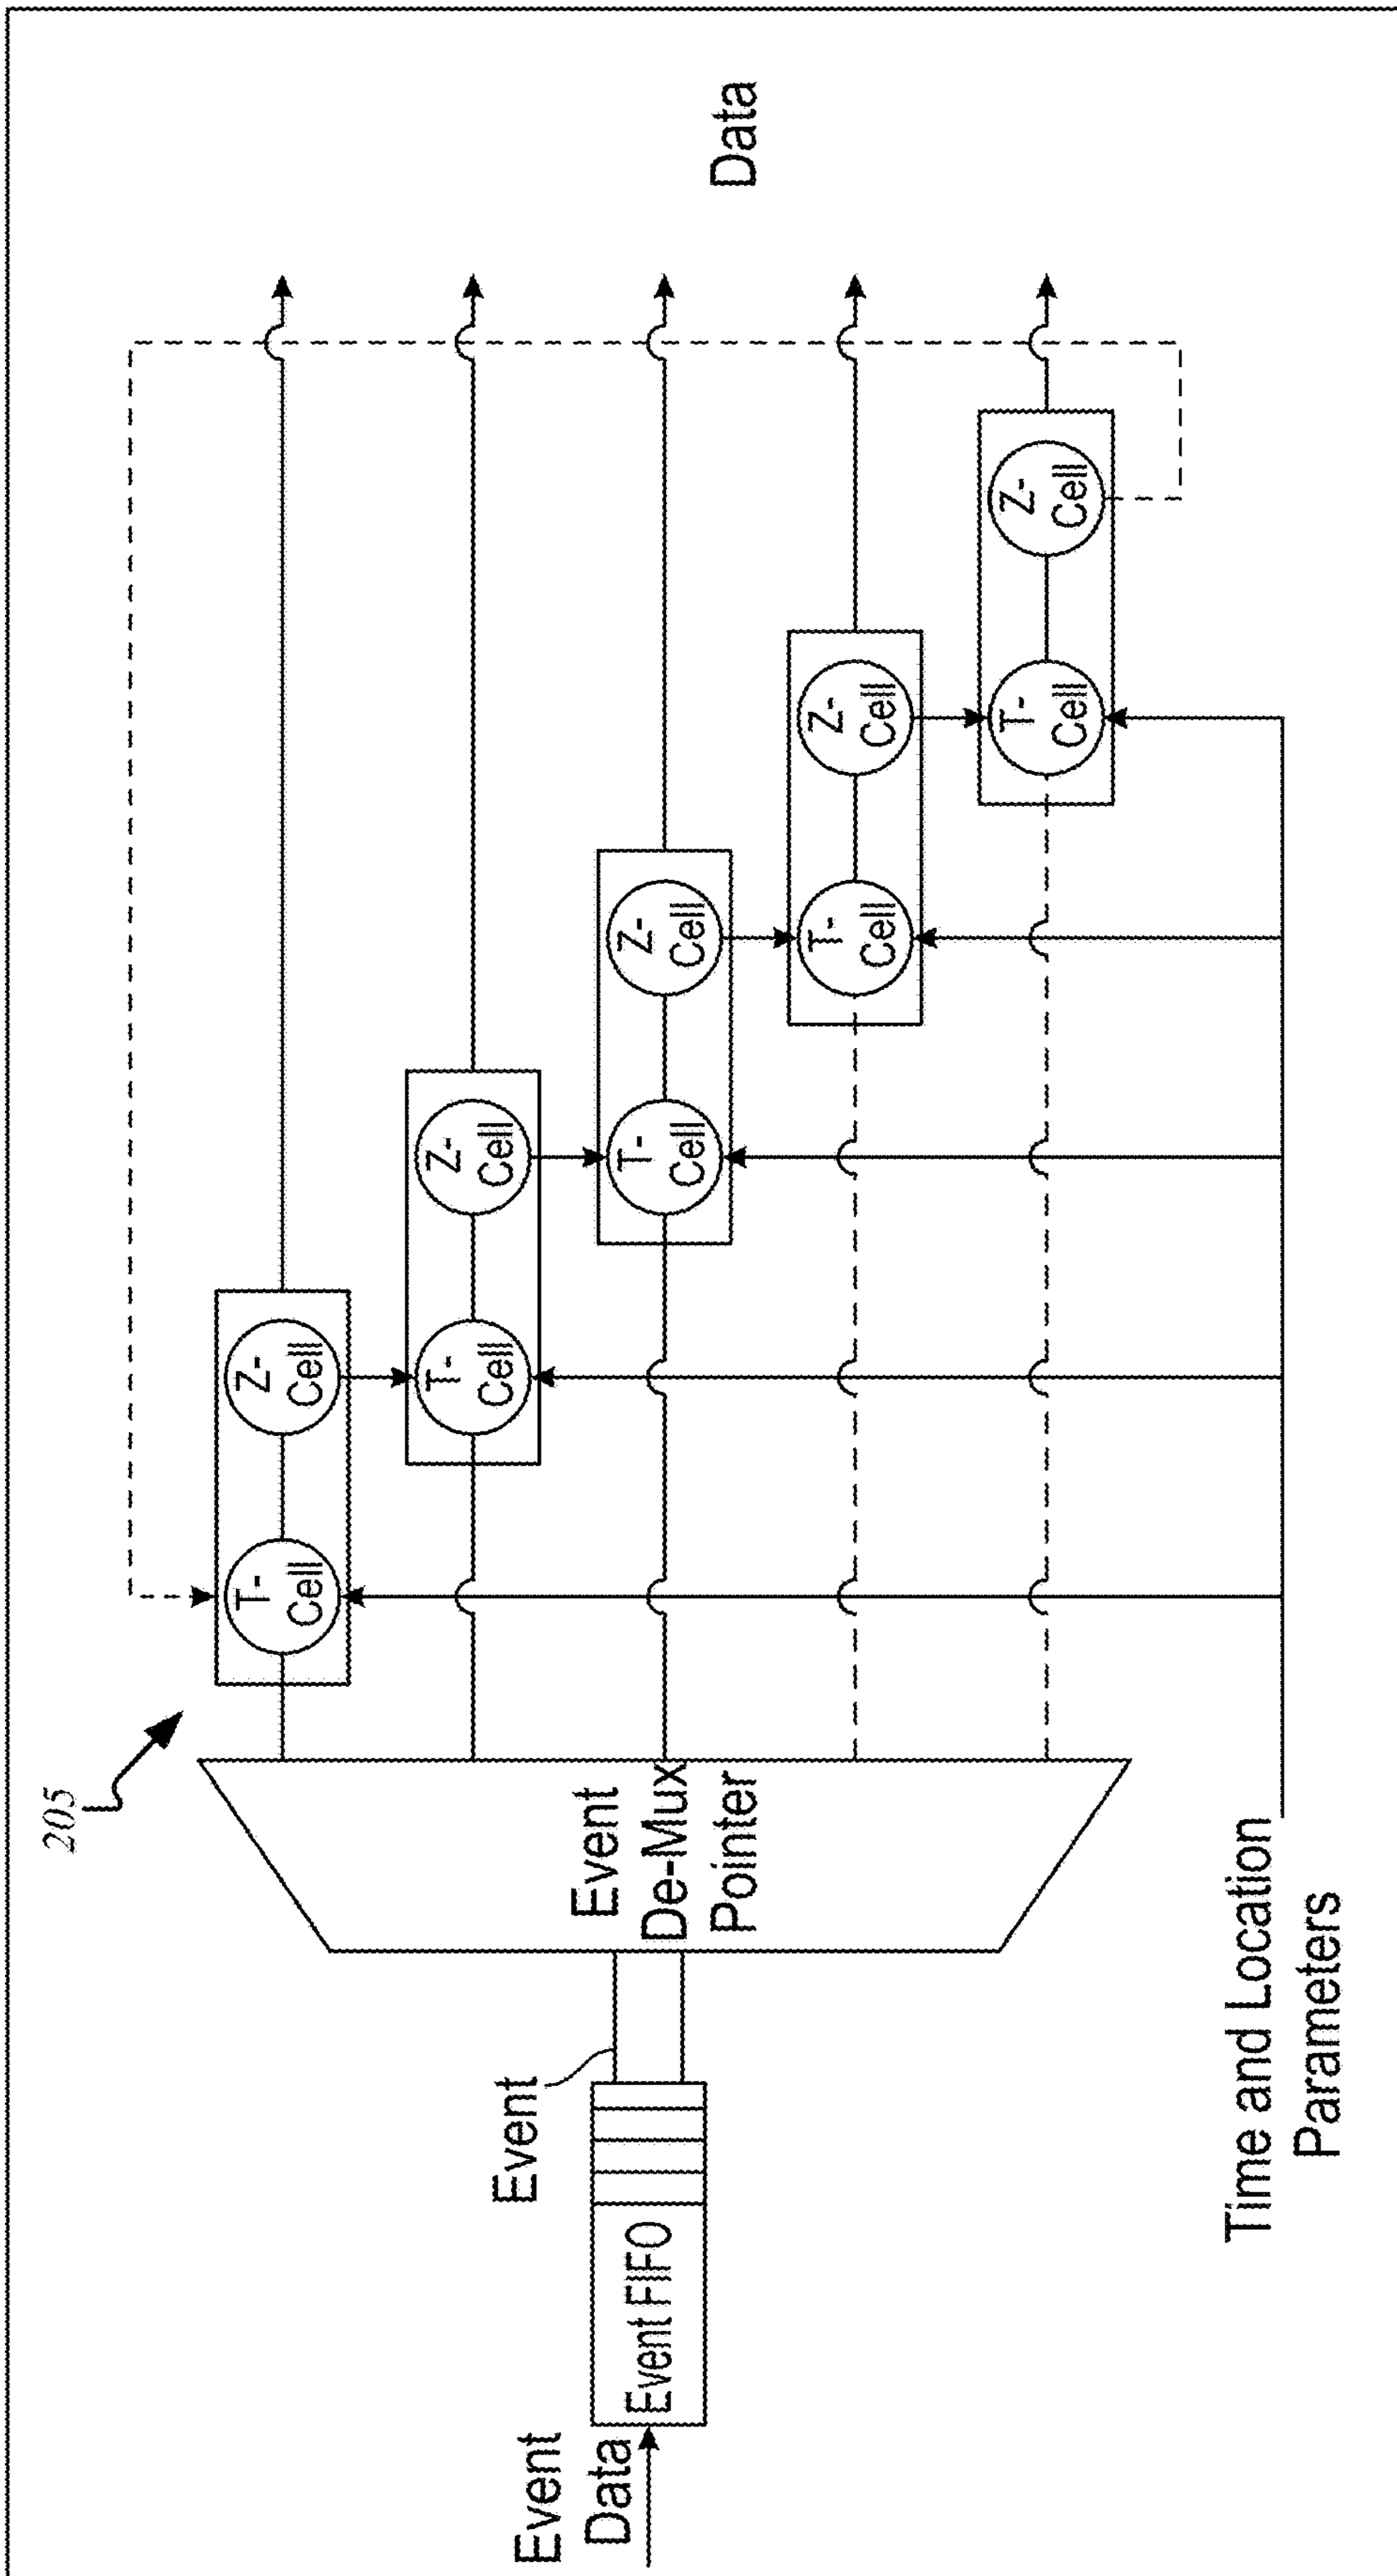 205
T-
Cell
Z-
Cell
T-
Cell
Z-
Cell
T-
Cell
Z-
Cell
T-
Cell
Z-
Cell
T-
Cell
Z-
Cell
Data
Event
De-Mux
Pointer
Event
Event FIFO
Event
Data
Time and Location
Parameters